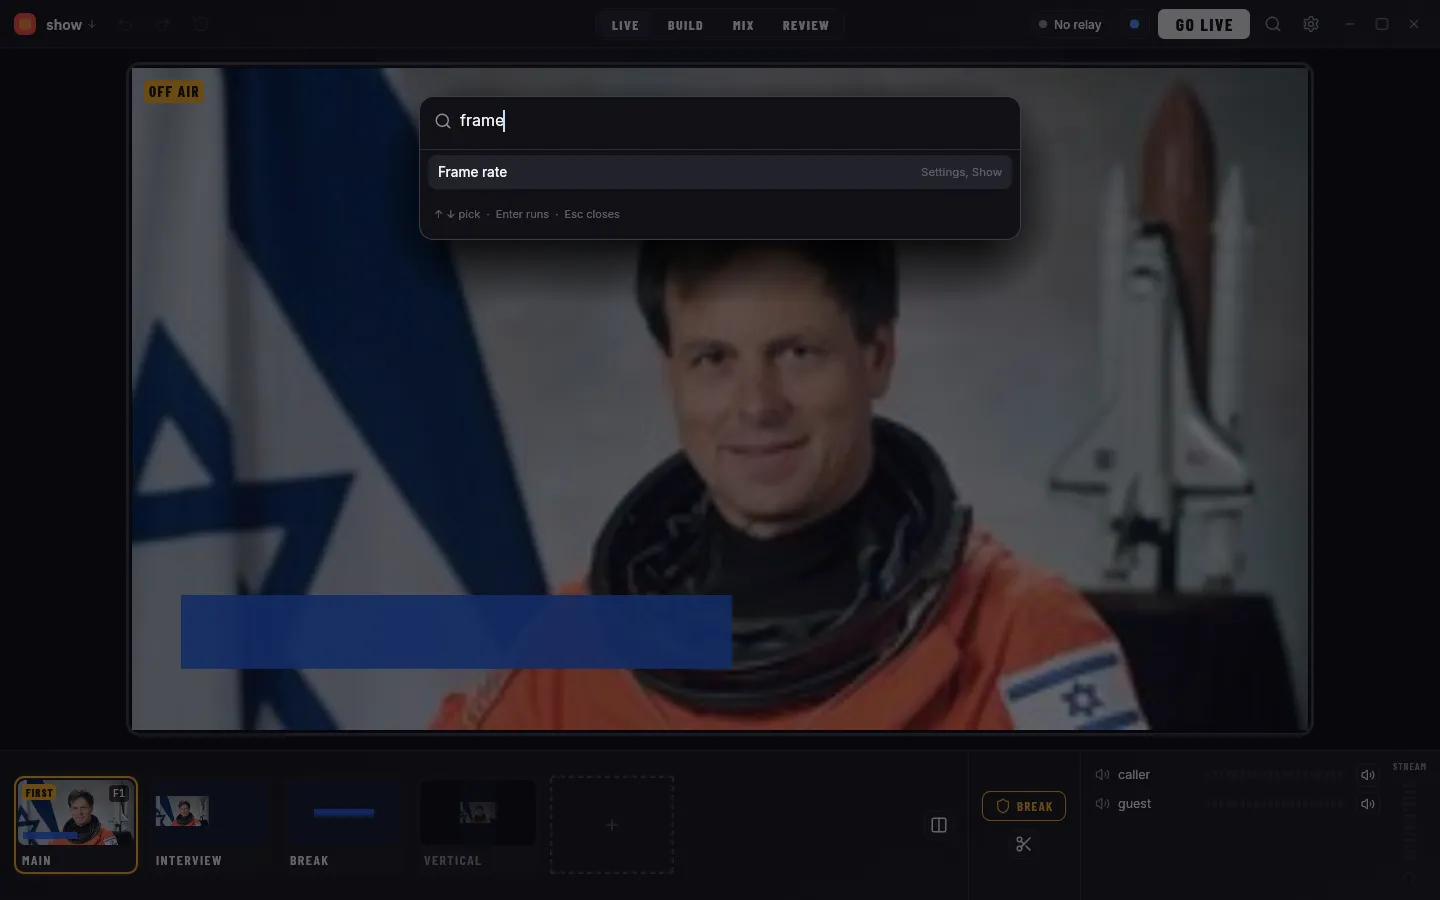 show
LIVE BUILD MIX REVIEW
No relay
GO LIVE
OFF AIR
frame
Frame rate
Settings, Show
↑ ↓ pick · Enter runs · Esc closes
FIRST
F1
MAIN
INTERVIEW
BREAK
VERTICAL
BREAK
caller
guest
STREAM